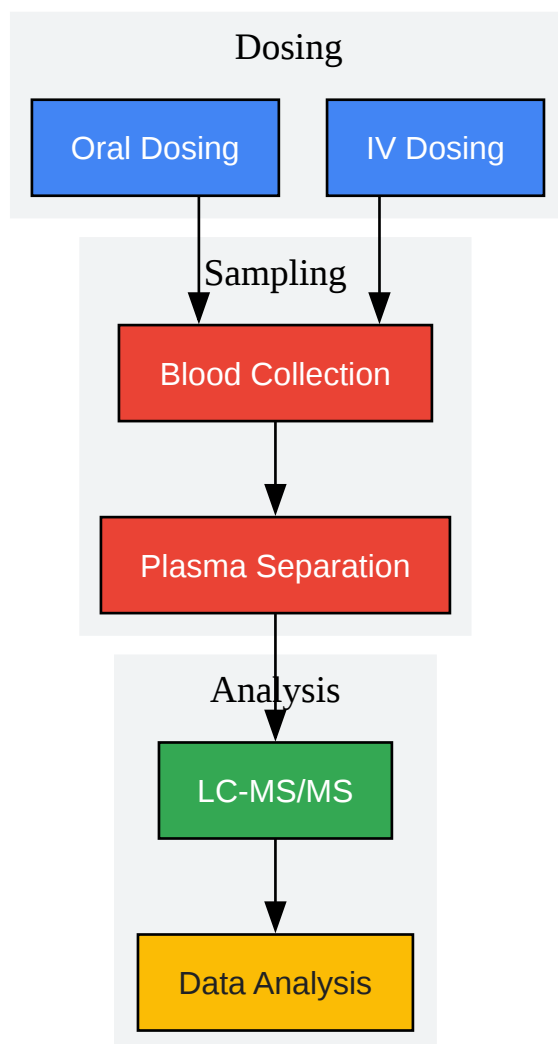 Dosing
Oral Dosing
IV Dosing
Sampling
Blood Collection
Plasma Separation
Analysis
LC-MS/MS
Data Analysis